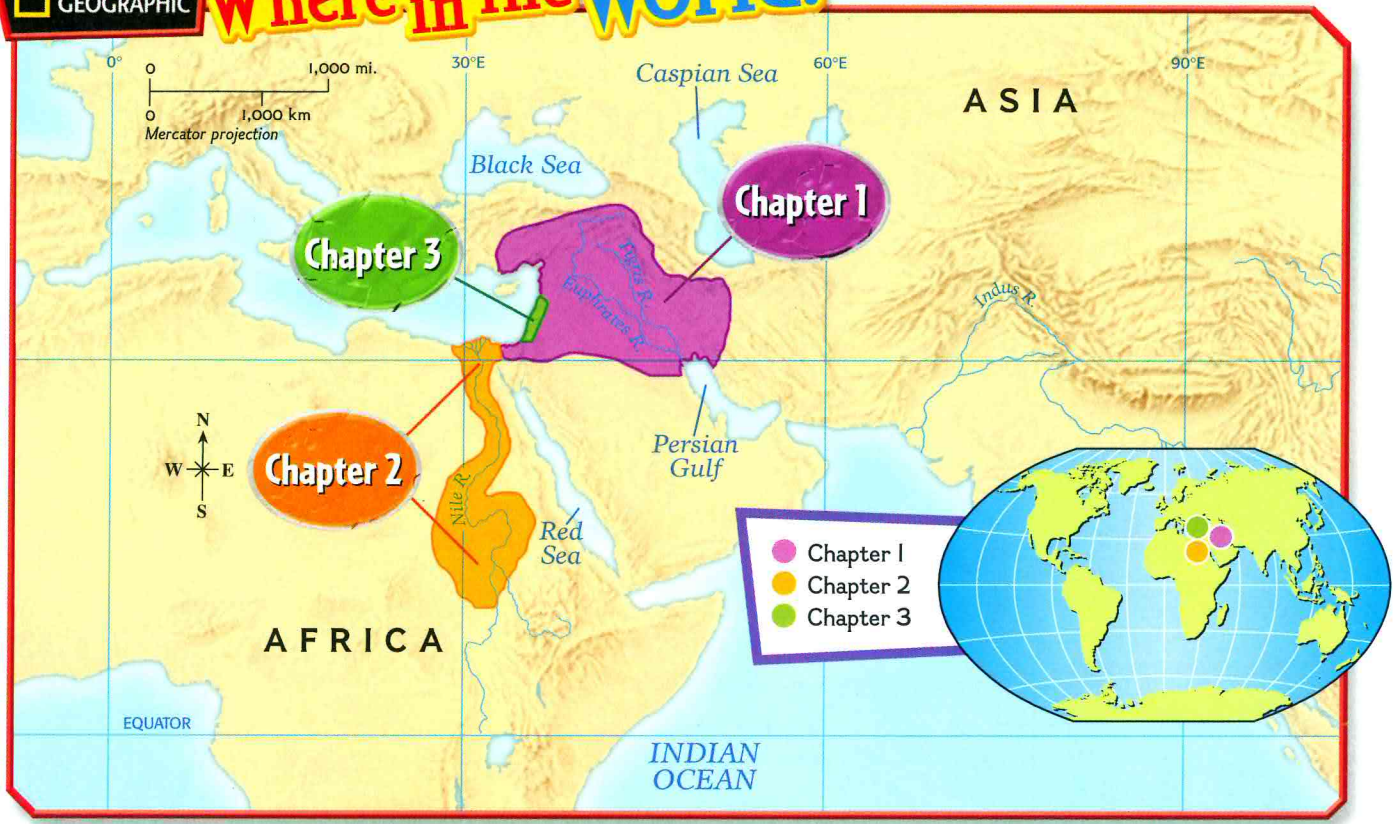 GEOGRAPHIC
Where in the World?
0°
30°E
60°E
90°E
0 1,000 mi.
0 1,000 km
Mercator projection
Caspian Sea
ASIA
Black Sea
Chapter 1
Chapter 3
Tigris R.
Euphrates R.
Indus R.
N
W E
S
Chapter 2
Persian
Gulf
Nile R.
Red
Sea
Chapter 1
Chapter 2
Chapter 3
AFRICA
EQUATOR
INDIAN
OCEAN